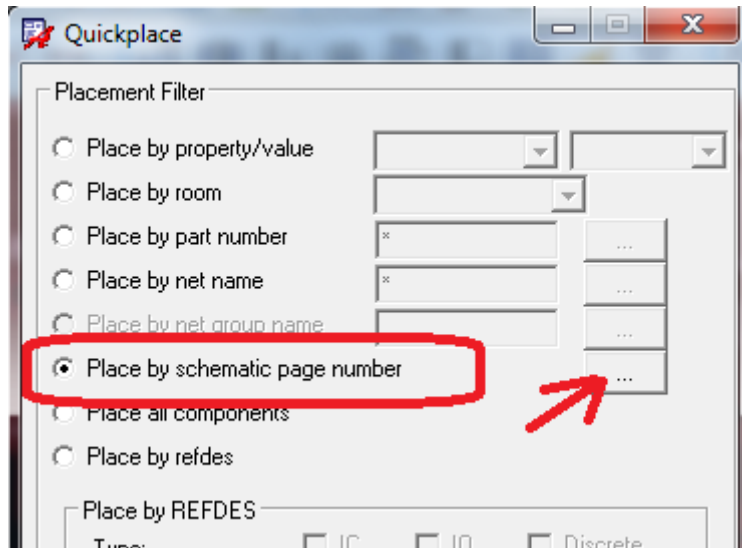 Quickplace
Placement Filter
Place by property/value
Place by room
Place by part number *
...
Place by net name *
...
Place by net group name
...
Place by schematic page number
...
Place all components
Place by refdes
Place by REFDES
Type: IC IO Discrete